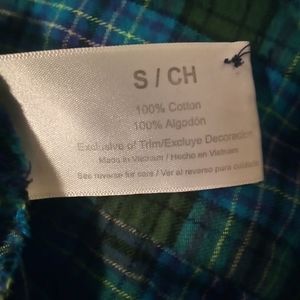 S / CH
100% Cotton
100% Algodón
Exclusive of Trim/Excluye Decoracion
Made in Vietnam / Hecho en Vietnam
See reverse for care / Ver al reverso para cuidado